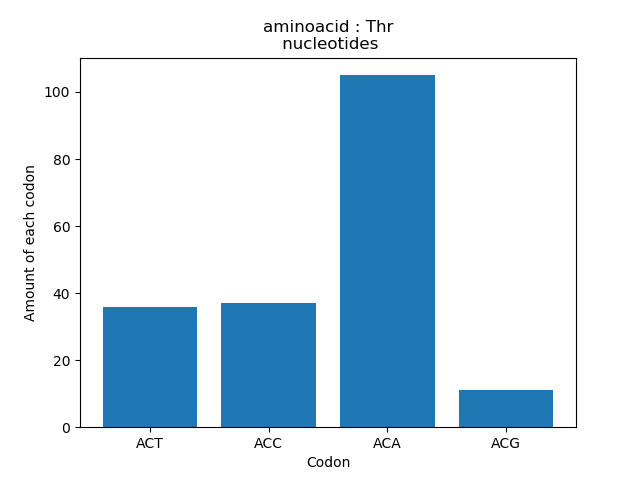 aminoacid : Thr
nucleotides
100
80
60
40
20
0
Amount of each codon
ACT ACC ACA ACG
Codon